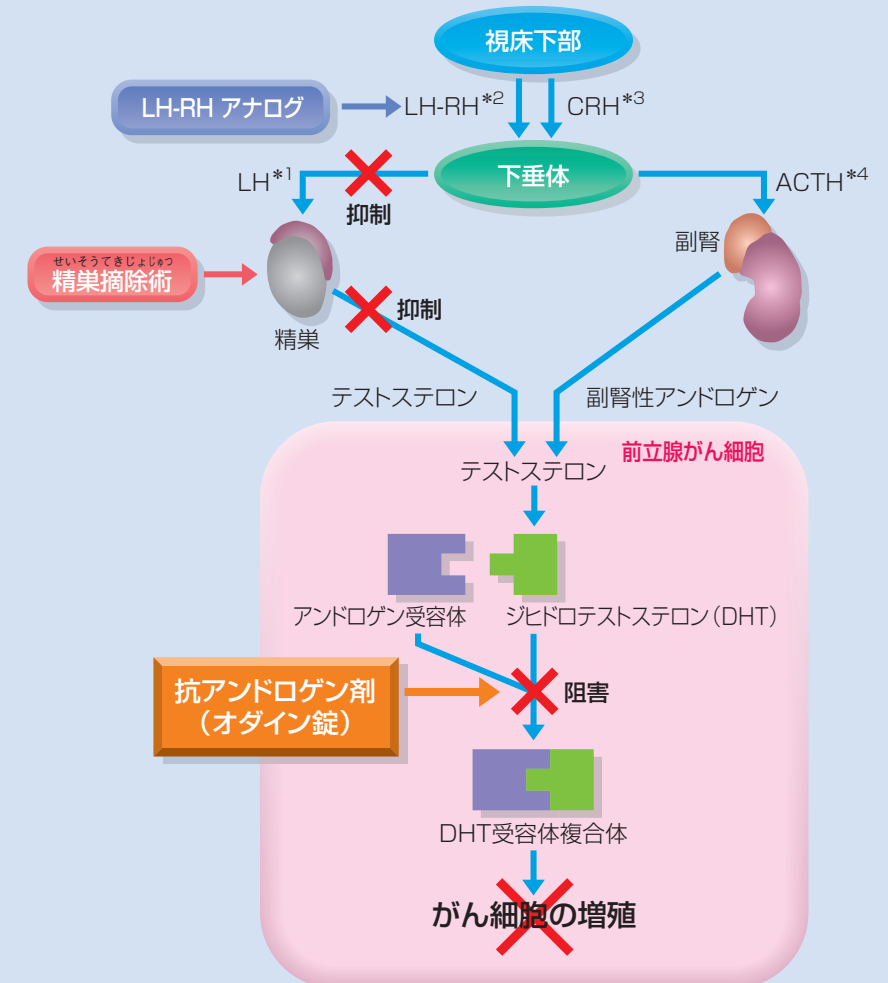 視床下部
LH-RH アナログ
LH-RH*2
CRH*3
下垂体
LH*1
ACTH*4
抑制
副腎
せいそうてきじょじゅつ
精巣摘除術
抑制
精巣
テストステロン
副腎性アンドロゲン
前立腺がん細胞
テストステロン
アンドロゲン受容体
ジヒドロテストステロン(DHT)
抗アンドロゲン剤
(オダイン錠)
阻害
DHT受容体複合体
がん細胞の増殖